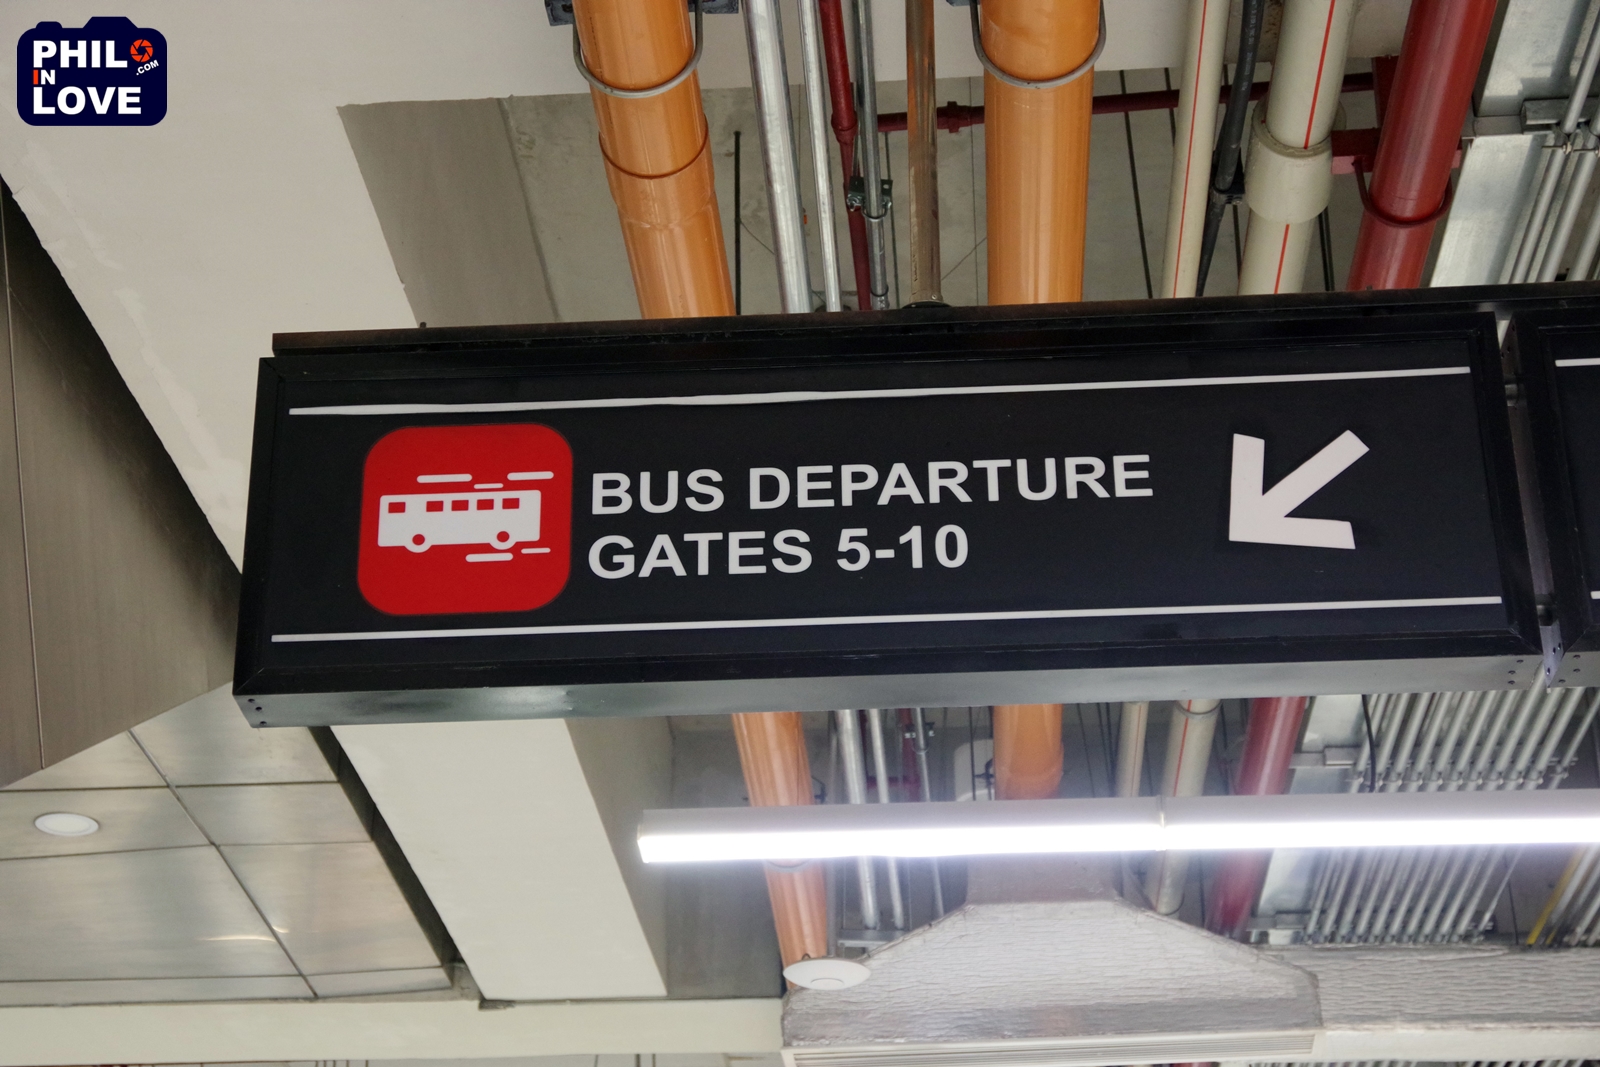 PHIL
IN
.COM
LOVE
BUS DEPARTURE
GATES 5-10